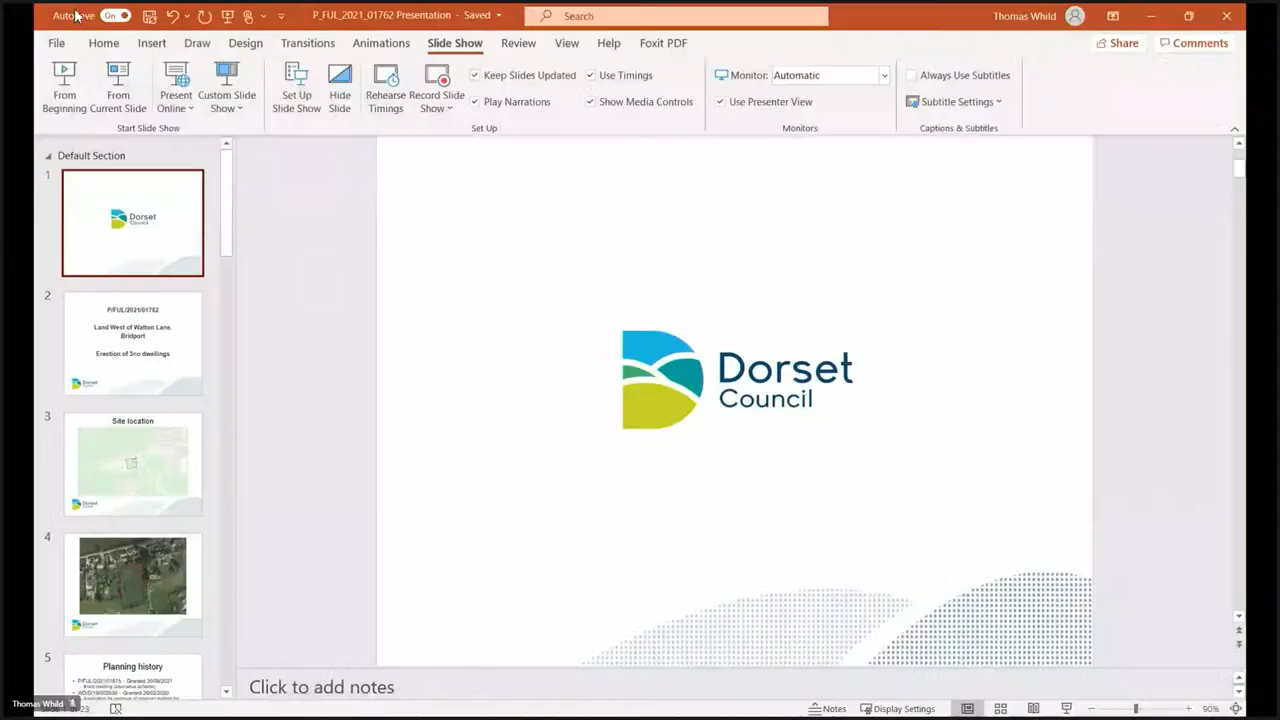 On
P_FUL_2021_01762 Presentation - Saved
Search
Thomas Whild
File Home Insert Draw Design Transitions Animations Slide Show Review View Help Foxit PDF
Share Comments
From Beginning
From Current Slide
Present Online
Custom Slide Show
Set Up Slide Show
Hide Slide
Rehearse Timings
Record Slide Show
Keep Slides Updated
Play Narrations
Use Timings
Show Media Controls
Monitor: Automatic
Use Presenter View
Always Use Subtitles
Subtitle Settings
Start Slide Show
Set Up
Monitors
Captions & Subtitles
Default Section
1
Dorset
Council
2
P/FUL/2021/01762
Land West of Watton Lane,
Bridport
Erection of 3no dwellings
Dorset
3
Site location
Dorset
4
Dorset
5
Planning history
Dorset
Council
Click to add notes
Thomas Whild
23
Notes
Display Settings
90%